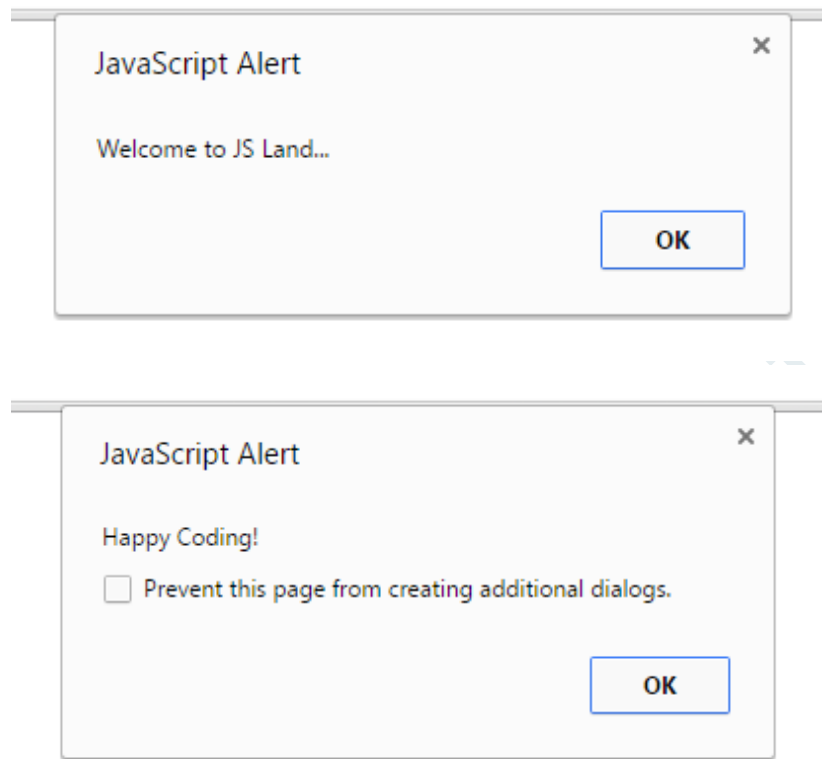 JavaScript Alert
Welcome to JS Land...
OK
JavaScript Alert
Happy Coding!
Prevent this page from creating additional dialogs.
OK